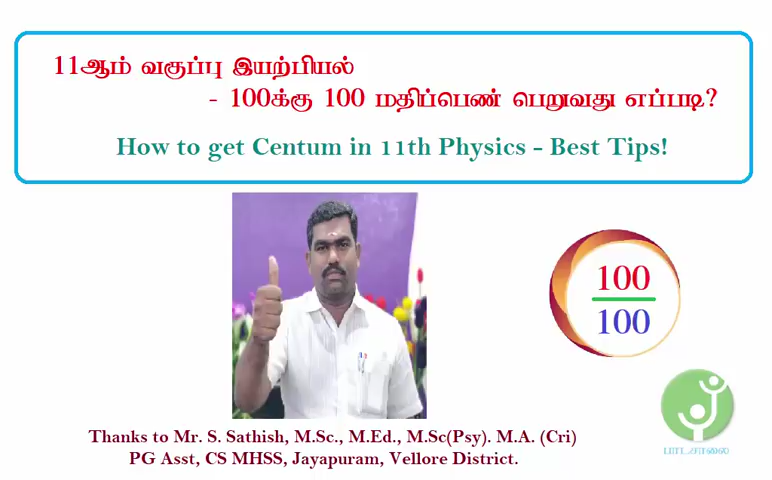 11ஆம் வகுப்பு இயற்பியல்
- 100க்கு 100 மதிப்பெண் பெறுவது எப்படி?
How to get Centum in 11th Physics - Best Tips!
100
100
Thanks to Mr. S. Sathish, M.Sc., M.Ed., M.Sc(Psy). M.A. (Cri)
PG Asst, CS MHSS, Jayapuram, Vellore District.
பாடசாலை